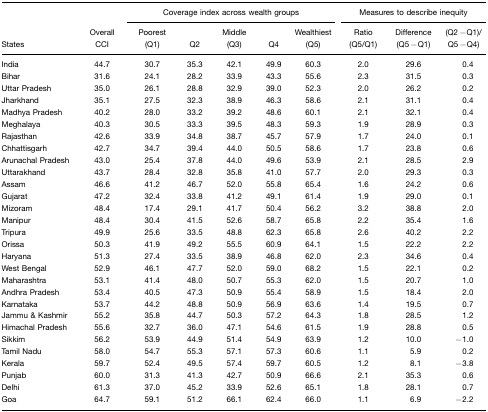 Coverage index across wealth groups Measures to describe inequity
Overall Poorest Middle Wealthiest Ratio Difference (Q2−Q1)/
States CCI (Q1) Q2 (Q3) Q4 (Q5) (Q5/Q1) (Q5−Q1) Q5−Q4)
India 44.7 30.7 35.3 42.1 49.9 60.3 2.0 29.6 0.4
Bihar 31.6 24.1 28.2 33.9 43.3 55.6 2.3 31.5 0.3
Uttar Pradesh 35.0 26.1 28.8 32.9 39.0 52.3 2.0 26.2 0.2
Jharkhand 35.1 27.5 32.3 38.9 46.3 58.6 2.1 31.1 0.4
Madhya Pradesh 40.2 28.0 33.2 39.2 48.6 60.1 2.1 32.1 0.4
Meghalaya 40.3 30.5 33.3 39.5 48.3 59.3 1.9 28.9 0.3
Rajasthan 42.6 33.9 34.8 38.7 45.7 57.9 1.7 24.0 0.1
Chhattisgarh 42.7 34.7 39.4 44.0 50.5 58.6 1.7 23.8 0.6
Arunachal Pradesh 43.0 25.4 37.8 44.0 49.6 53.9 2.1 28.5 2.9
Uttarakhand 43.7 28.4 32.8 35.8 41.0 57.7 2.0 29.3 0.3
Assam 46.6 41.2 46.7 52.0 55.8 65.4 1.6 24.2 0.6
Gujarat 47.2 32.4 33.8 41.2 49.1 61.4 1.9 29.0 0.1
Mizoram 48.4 17.4 29.1 41.7 50.4 56.2 3.2 38.8 2.0
Manipur 48.4 30.4 41.5 52.6 58.7 65.8 2.2 35.4 1.6
Tripura 49.9 25.6 33.5 48.8 62.3 65.8 2.6 40.2 2.2
Orissa 50.3 41.9 49.2 55.5 60.9 64.1 1.5 22.2 2.2
Haryana 51.3 27.4 33.5 38.9 46.8 62.0 2.3 34.6 0.4
West Bengal 52.9 46.1 47.7 52.0 59.0 68.2 1.5 22.1 0.2
Maharashtra 53.1 41.4 48.0 50.7 55.3 62.0 1.5 20.7 1.0
Andhra Pradesh 53.4 40.5 47.3 50.9 55.4 58.9 1.5 18.4 2.0
Karnataka 53.7 44.2 48.8 50.9 56.9 63.6 1.4 19.5 0.7
Jammu & Kashmir 55.2 35.8 44.7 50.3 57.2 64.3 1.8 28.5 1.2
Himachal Pradesh 55.6 32.7 36.0 47.1 54.6 61.5 1.9 28.8 0.5
Sikkim 56.2 53.9 44.9 51.4 54.9 63.9 1.2 10.0 −1.0
Tamil Nadu 58.0 54.7 55.3 57.1 57.3 60.6 1.1 5.9 0.2
Kerala 59.7 52.4 49.5 57.4 59.7 60.5 1.2 8.1 −3.8
Punjab 60.0 31.3 41.3 42.7 50.9 66.6 2.1 35.3 0.6
Delhi 61.3 37.0 45.2 33.9 52.6 65.1 1.8 28.1 0.7
Goa 64.7 59.1 51.2 66.1 62.4 66.0 1.1 6.9 −2.2